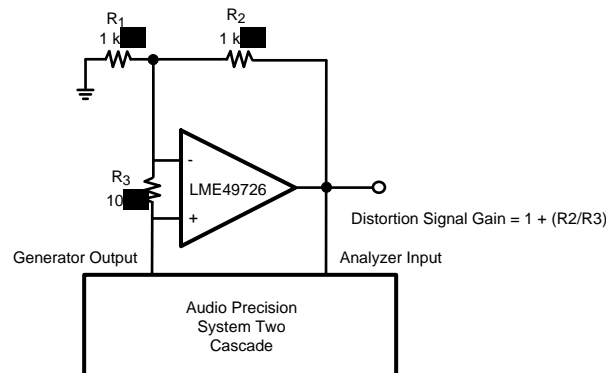 R1
1 k
R2
1 k
R3
10
-
+
LME49726
Distortion Signal Gain = 1 + (R2/R3)
Generator Output
Analyzer Input
Audio Precision
System Two
Cascade